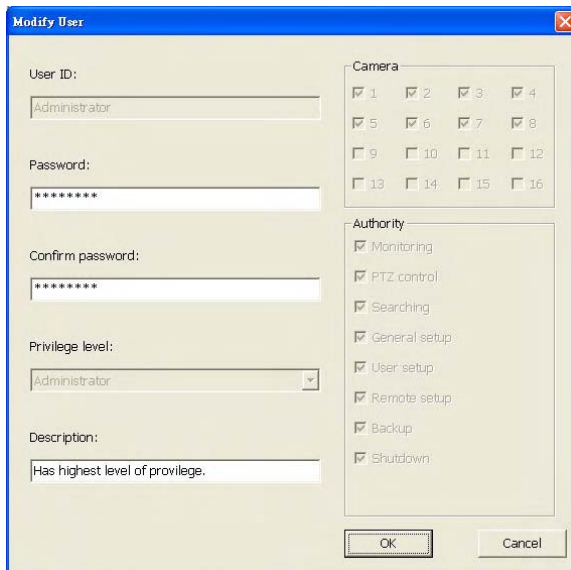 Modify User
User ID:
Administrator
Password:
********
Confirm password:
********
Privilege level:
Administrator
Description:
Has highest level of provilege.
Camera
1 2 3 4
5 6 7 8
9 10 11 12
13 14 15 16
Authority
Monitoring
PTZ control
Searching
General setup
User setup
Remote setup
Backup
Shutdown
OK Cancel